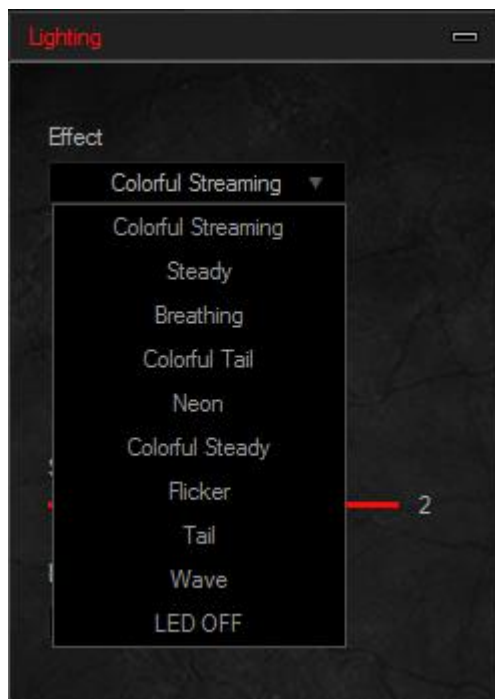 Lighting
Effect
Colorful Streaming
Colorful Streaming
Steady
Breathing
Colorful Tail
Neon
Colorful Steady
Flicker
2
Tail
Wave
LED OFF